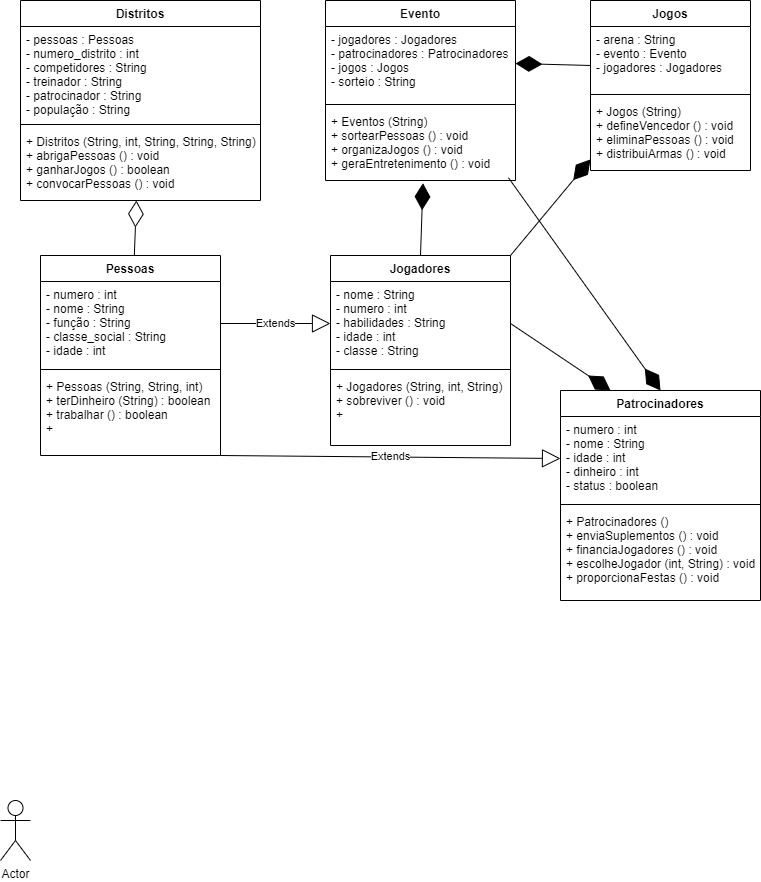 Distritos
- pessoas : Pessoas
- numero_distrito : int
- competidores : String
- treinador : String
- patrocinador : String
- população : String
+ Distritos (String, int, String, String, String)
+ abrigaPessoas () : void
+ ganharJogos () : boolean
+ convocarPessoas () : void
Evento
- jogadores : Jogadores
- patrocinadores : Patrocinadores
- jogos : Jogos
- sorteio : String
+ Eventos (String)
+ sortearPessoas () : void
+ organizaJogos () : void
+ geraEntretenimento () : void
Jogos
- arena : String
- evento : Evento
- jogadores : Jogadores
+ Jogos (String)
+ defineVencedor () : void
+ eliminaPessoas () : void
+ distribuiArmas () : void
Pessoas
- numero : int
- nome : String
- função : String
- classe_social : String
- idade : int
+ Pessoas (String, String, int)
+ terDinheiro (String) : boolean
+ trabalhar () : boolean
+
Extends
Jogadores
- nome : String
- numero : int
- habilidades : String
- idade : int
- classe : String
+ Jogadores (String, int, String)
+ sobreviver () : void
+
Extends
Patrocinadores
- numero : int
- nome : String
- idade : int
- dinheiro : int
- status : boolean
+ Patrocinadores ()
+ enviaSuplementos () : void
+ financiaJogadores () : void
+ escolheJogador (int, String) : void
+ proporcionaFestas () : void
Actor